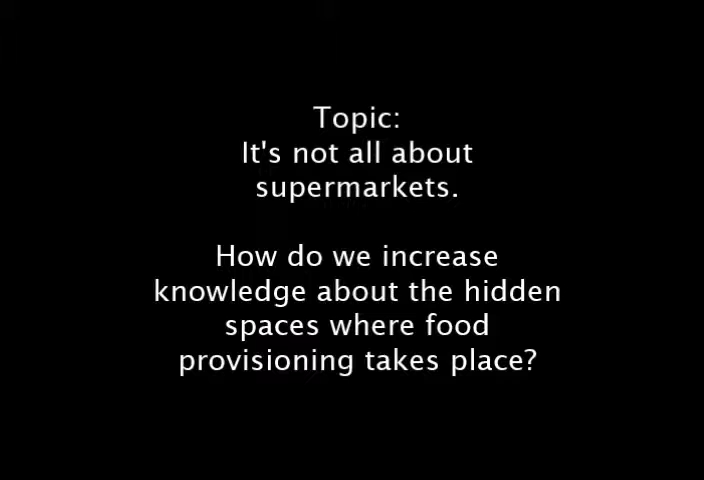 Topic:
It's not all about
supermarkets.
How do we increase
knowledge about the hidden
spaces where food
provisioning takes place?